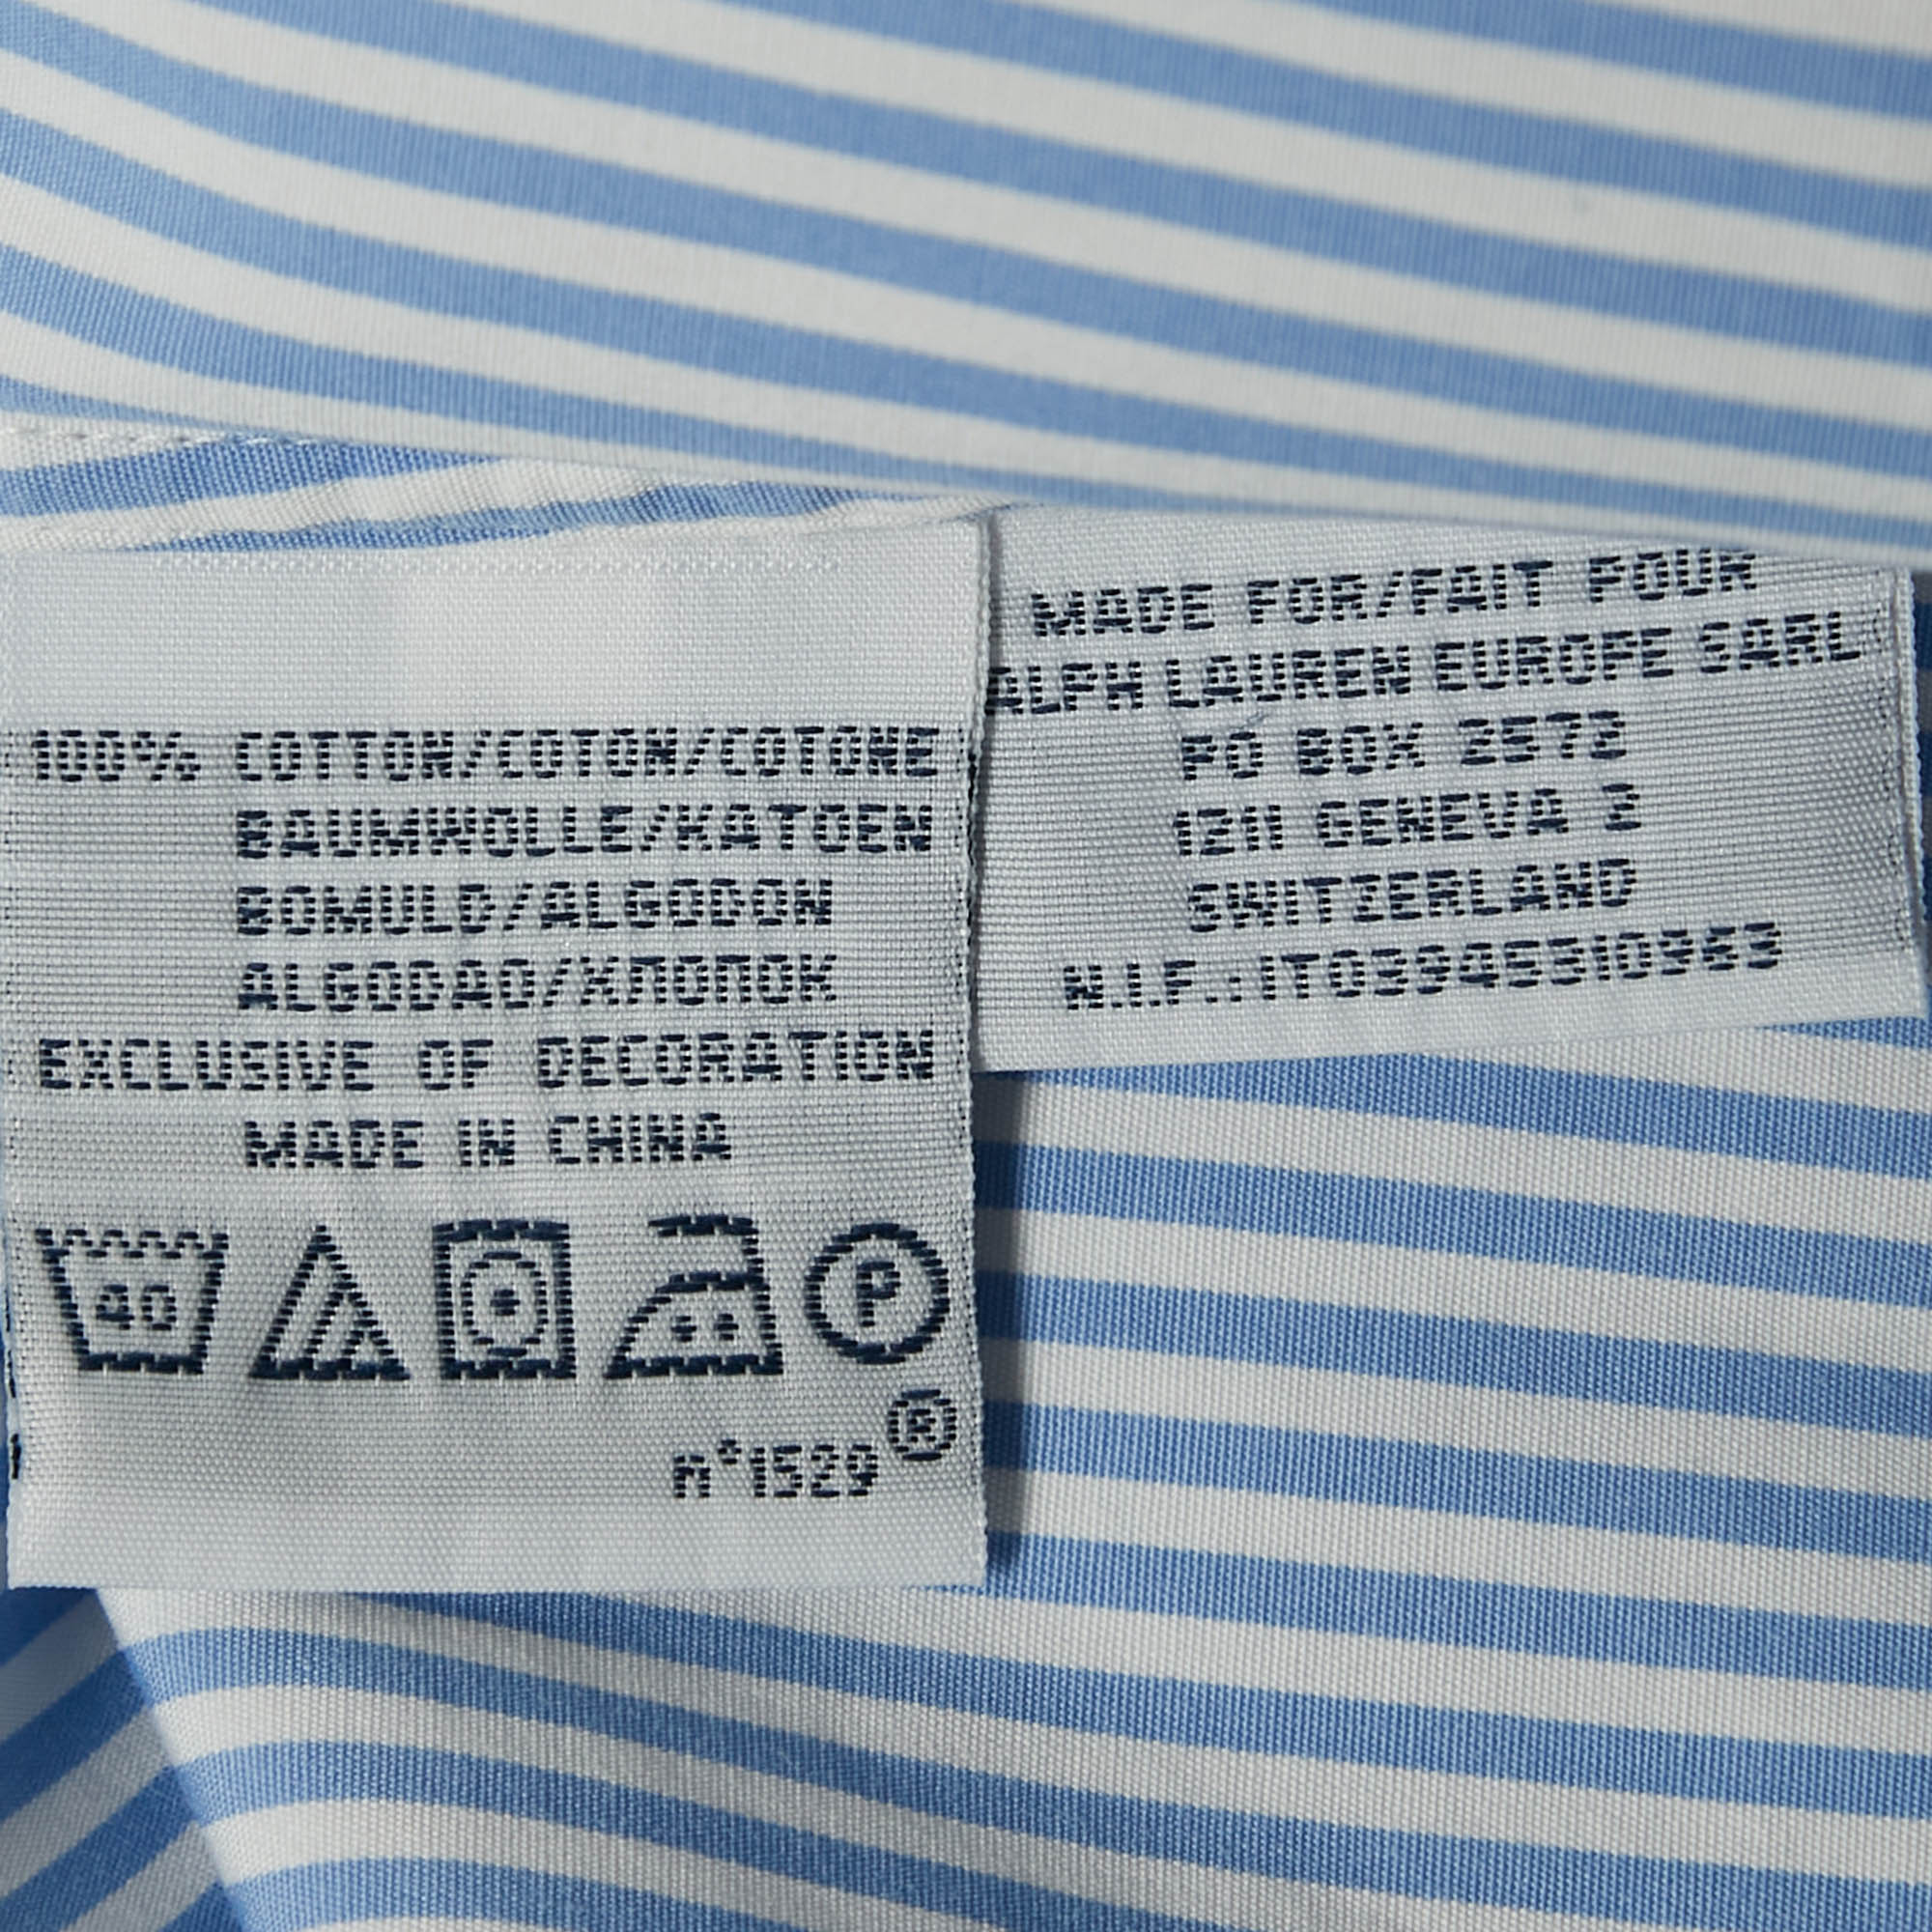 100% COTTON/COTON/COTONE
BAUMWOLLE/KATOEN
BOMULD/ALGODON
ALGODAO/ХЛОПОК
EXCLUSIVE OF DECORATION
MADE IN CHINA
40
P
®
n°1529
MADE FOR/FAIT POUR
ALPH LAUREN EUROPE SARL
PO BOX 2572
1211 GENEVA 2
SWITZERLAND
N.I.F.:IT03945310963